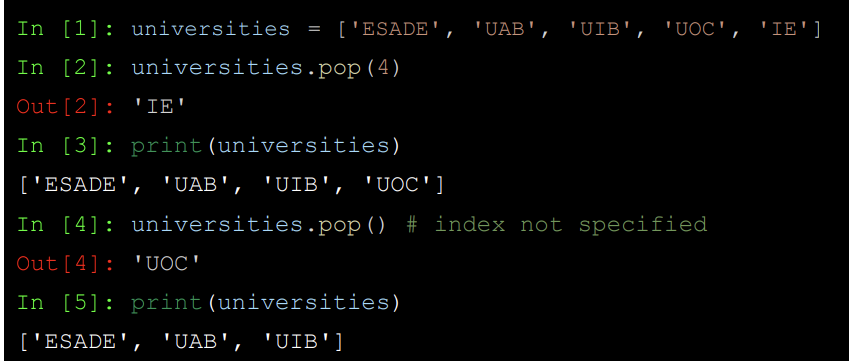 In [1]: universities = ['ESADE', 'UAB', 'UIB', 'UOC', 'IE']
In [2]: universities.pop(4)
Out[2]: 'IE'
In [3]: print(universities)
['ESADE', 'UAB', 'UIB', 'UOC']
In [4]: universities.pop() # index not specified
Out[4]: 'UOC'
In [5]: print(universities)
['ESADE', 'UAB', 'UIB']